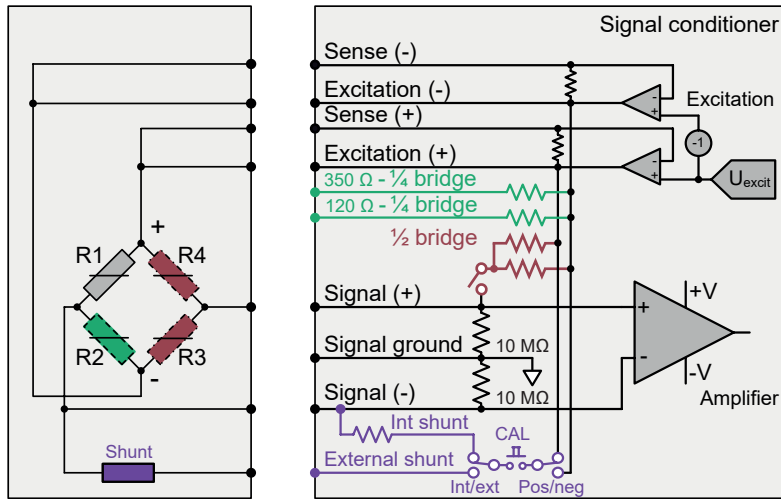 Signal conditioner
Sense (-)
Excitation (-)
Excitation
Sense (+)
-
+
-1
Excitation (+)
-
+
U excit
350 Ω - ¼ bridge
120 Ω - ¼ bridge
½ bridge
+
R1
R4
R2
R3
-
Signal (+)
+
+V
10 MΩ
Signal ground
-
-V
Signal (-)
10 MΩ
Amplifier
Int shunt
CAL
Shunt
External shunt
Int/ext
Pos/neg